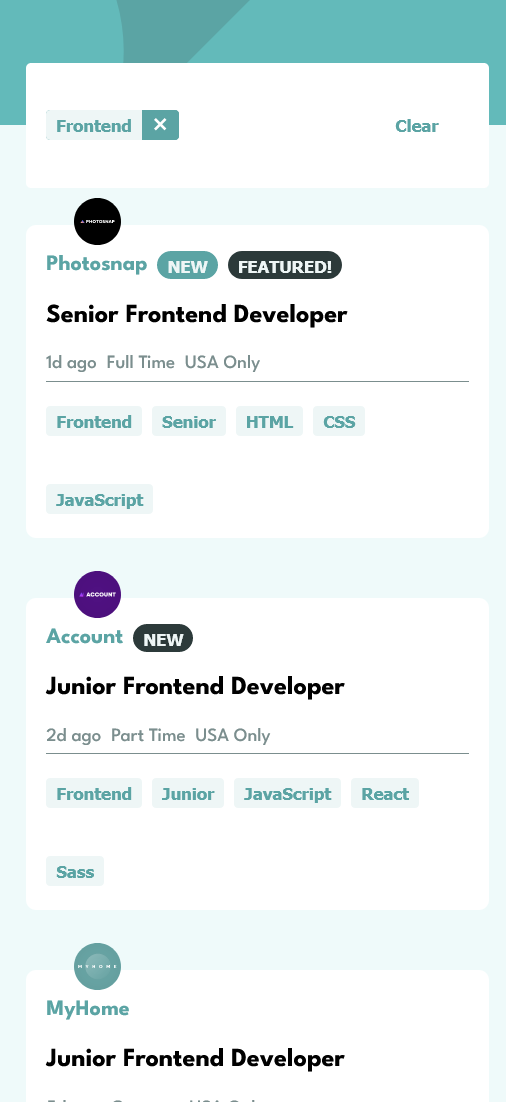 Frontend ✕ Clear
PHOTOSNAP
Photosnap NEW FEATURED!
Senior Frontend Developer
1d ago Full Time USA Only
Frontend Senior HTML CSS
JavaScript
ACCOUNT
Account NEW
Junior Frontend Developer
2d ago Part Time USA Only
Frontend Junior JavaScript React
Sass
MYHOME
MyHome
Junior Frontend Developer